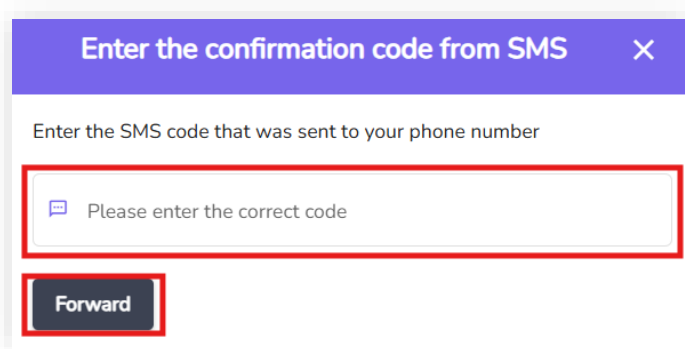 Enter the confirmation code from SMS
Enter the SMS code that was sent to your phone number
Please enter the correct code
Forward